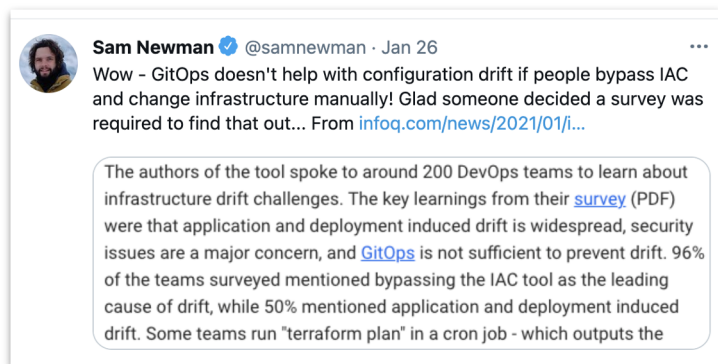 Sam Newman @samnewman · Jan 26
Wow - GitOps doesn't help with configuration drift if people bypass IAC
and change infrastructure manually! Glad someone decided a survey was
required to find that out... From infoq.com/news/2021/01/i...
The authors of the tool spoke to around 200 DevOps teams to learn about
infrastructure drift challenges. The key learnings from their survey (PDF)
were that application and deployment induced drift is widespread, security
issues are a major concern, and GitOps is not sufficient to prevent drift. 96%
of the teams surveyed mentioned bypassing the IAC tool as the leading
cause of drift, while 50% mentioned application and deployment induced
drift. Some teams run "terraform plan" in a cron job - which outputs the